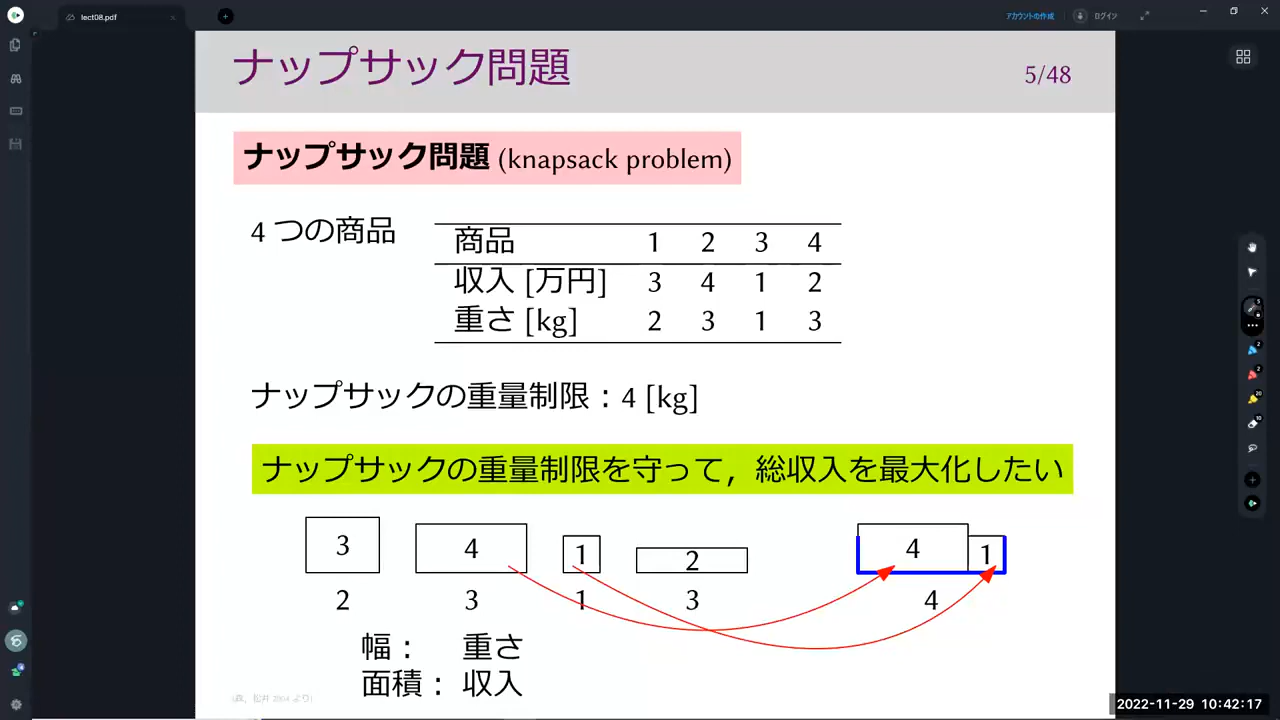 lect08.pdf
アカウントの作成 ログイン
ナップサック問題
5/48
ナップサック問題 (knapsack problem)
4 つの商品
商品 1 2 3 4
収入 [万円] 3 4 1 2
重さ [kg] 2 3 1 3
ナップサックの重量制限：4 [kg]
ナップサックの重量制限を守って，総収入を最大化したい
3 4 1 2 4 1
2 3 1 3 4
幅： 重さ
面積： 収入
2022-11-29 10:42:17